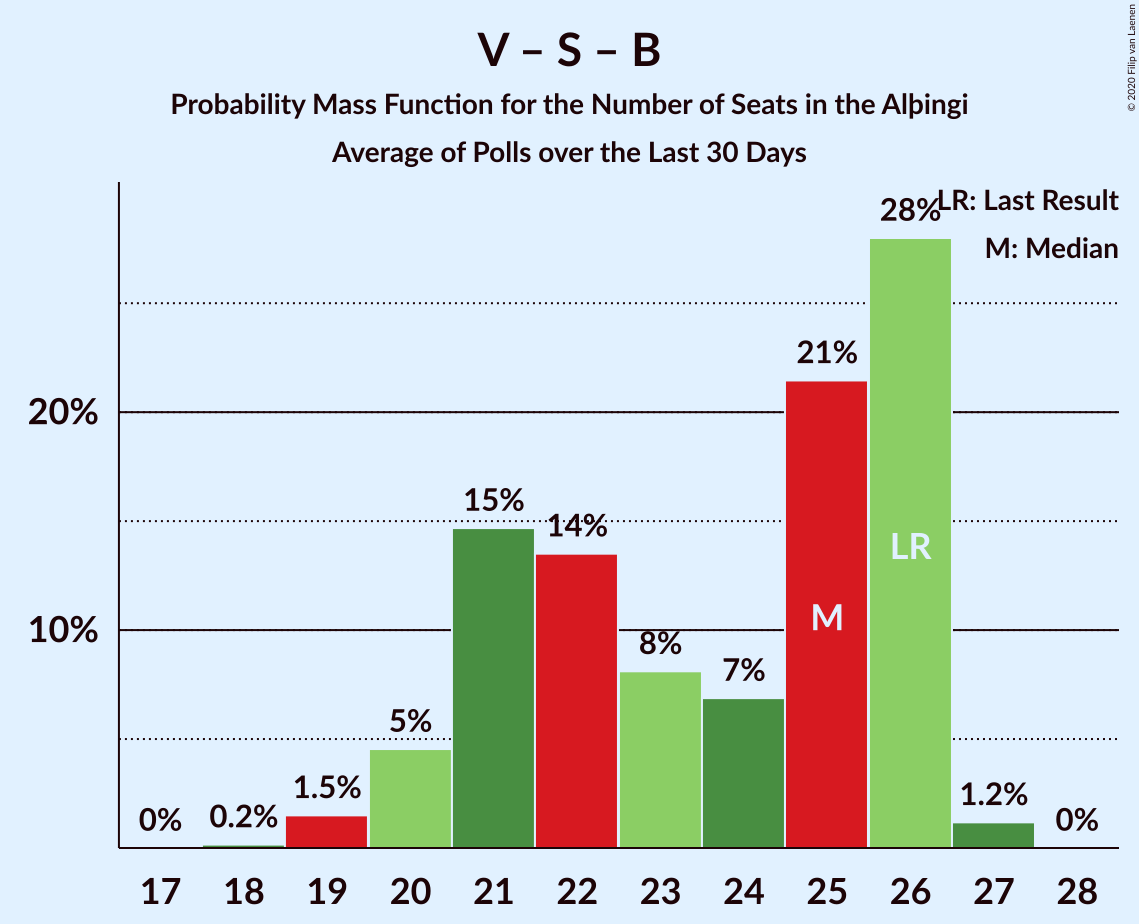 V – S – B
Probability Mass Function for the Number of Seats in the Alþingi
Average of Polls over the Last 30 Days
© 2020 Filip van Laenen
LR: Last Result
M: Median
20%
10%
0%
0.2%
1.5%
5%
15%
14%
8%
7%
21%
28%
1.2%
0%
M
LR
17 18 19 20 21 22 23 24 25 26 27 28